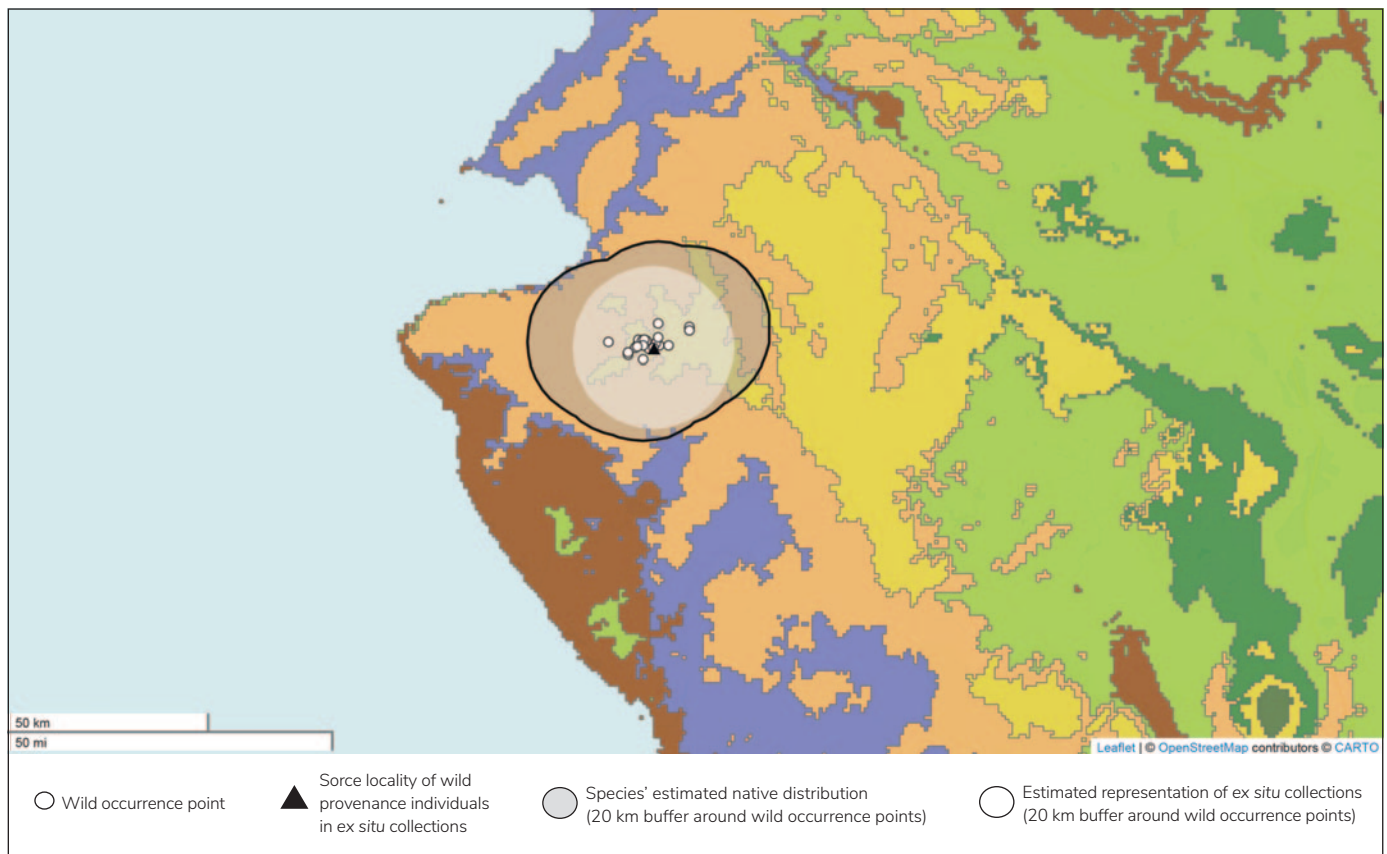 50 km
50 mi
Leaflet | © OpenStreetMap contributors © CARTO
Wild occurrence point
Sorce locality of wild
provenance individuals
in ex situ collections
Species’ estimated native distribution
(20 km buffer around wild occurrence points)
Estimated representation of ex situ collections
(20 km buffer around wild occurrence points)